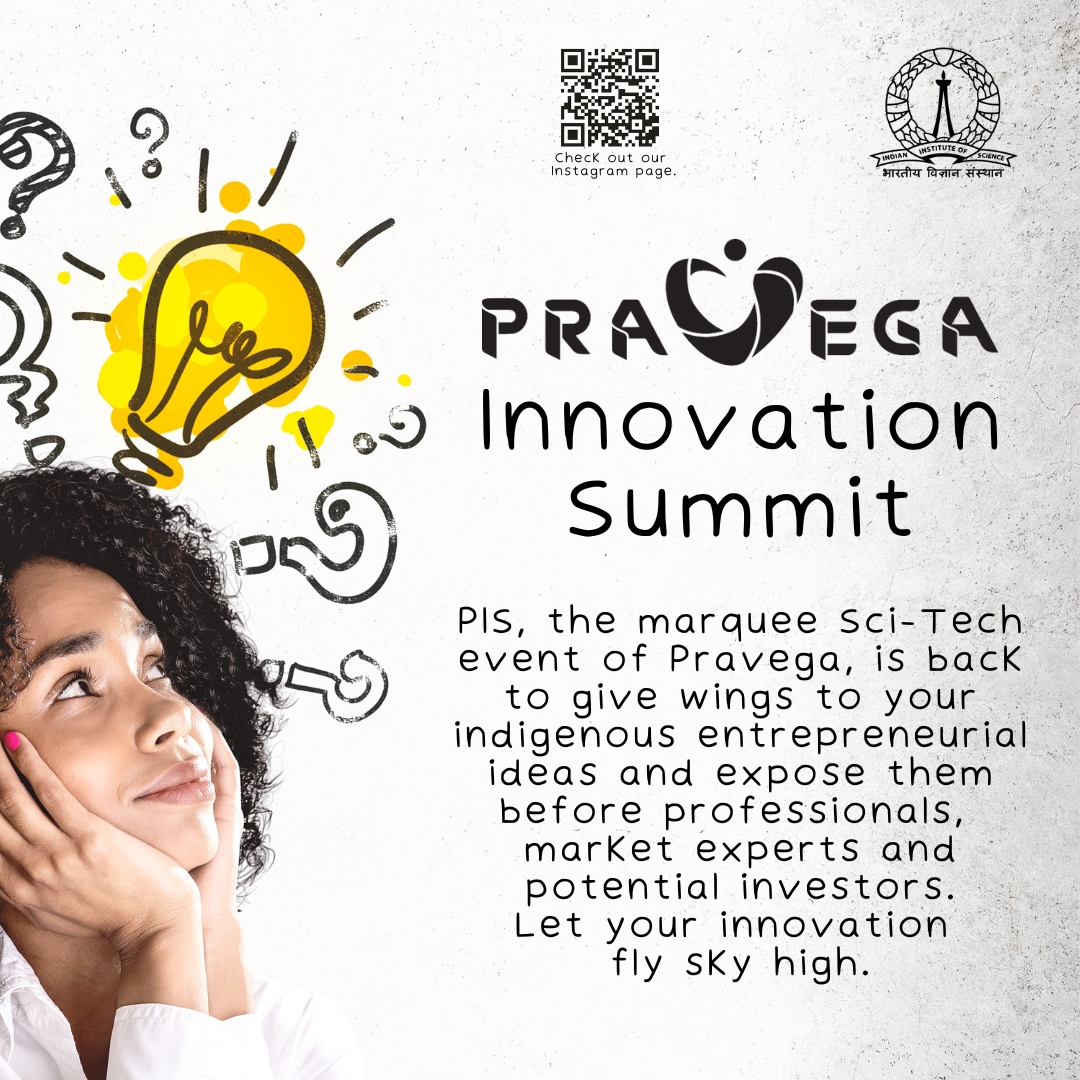 Check out our
Instagram page.
INDIAN INSTITUTE OF SCIENCE
भारतीय विज्ञान संस्थान
PRAVEGA
Innovation
Summit
PIS, the marquee Sci-Tech
event of Pravega, is back
to give wings to your
indigenous entrepreneurial
ideas and expose them
before professionals,
market experts and
potential investors.
Let your innovation
fly sky high.